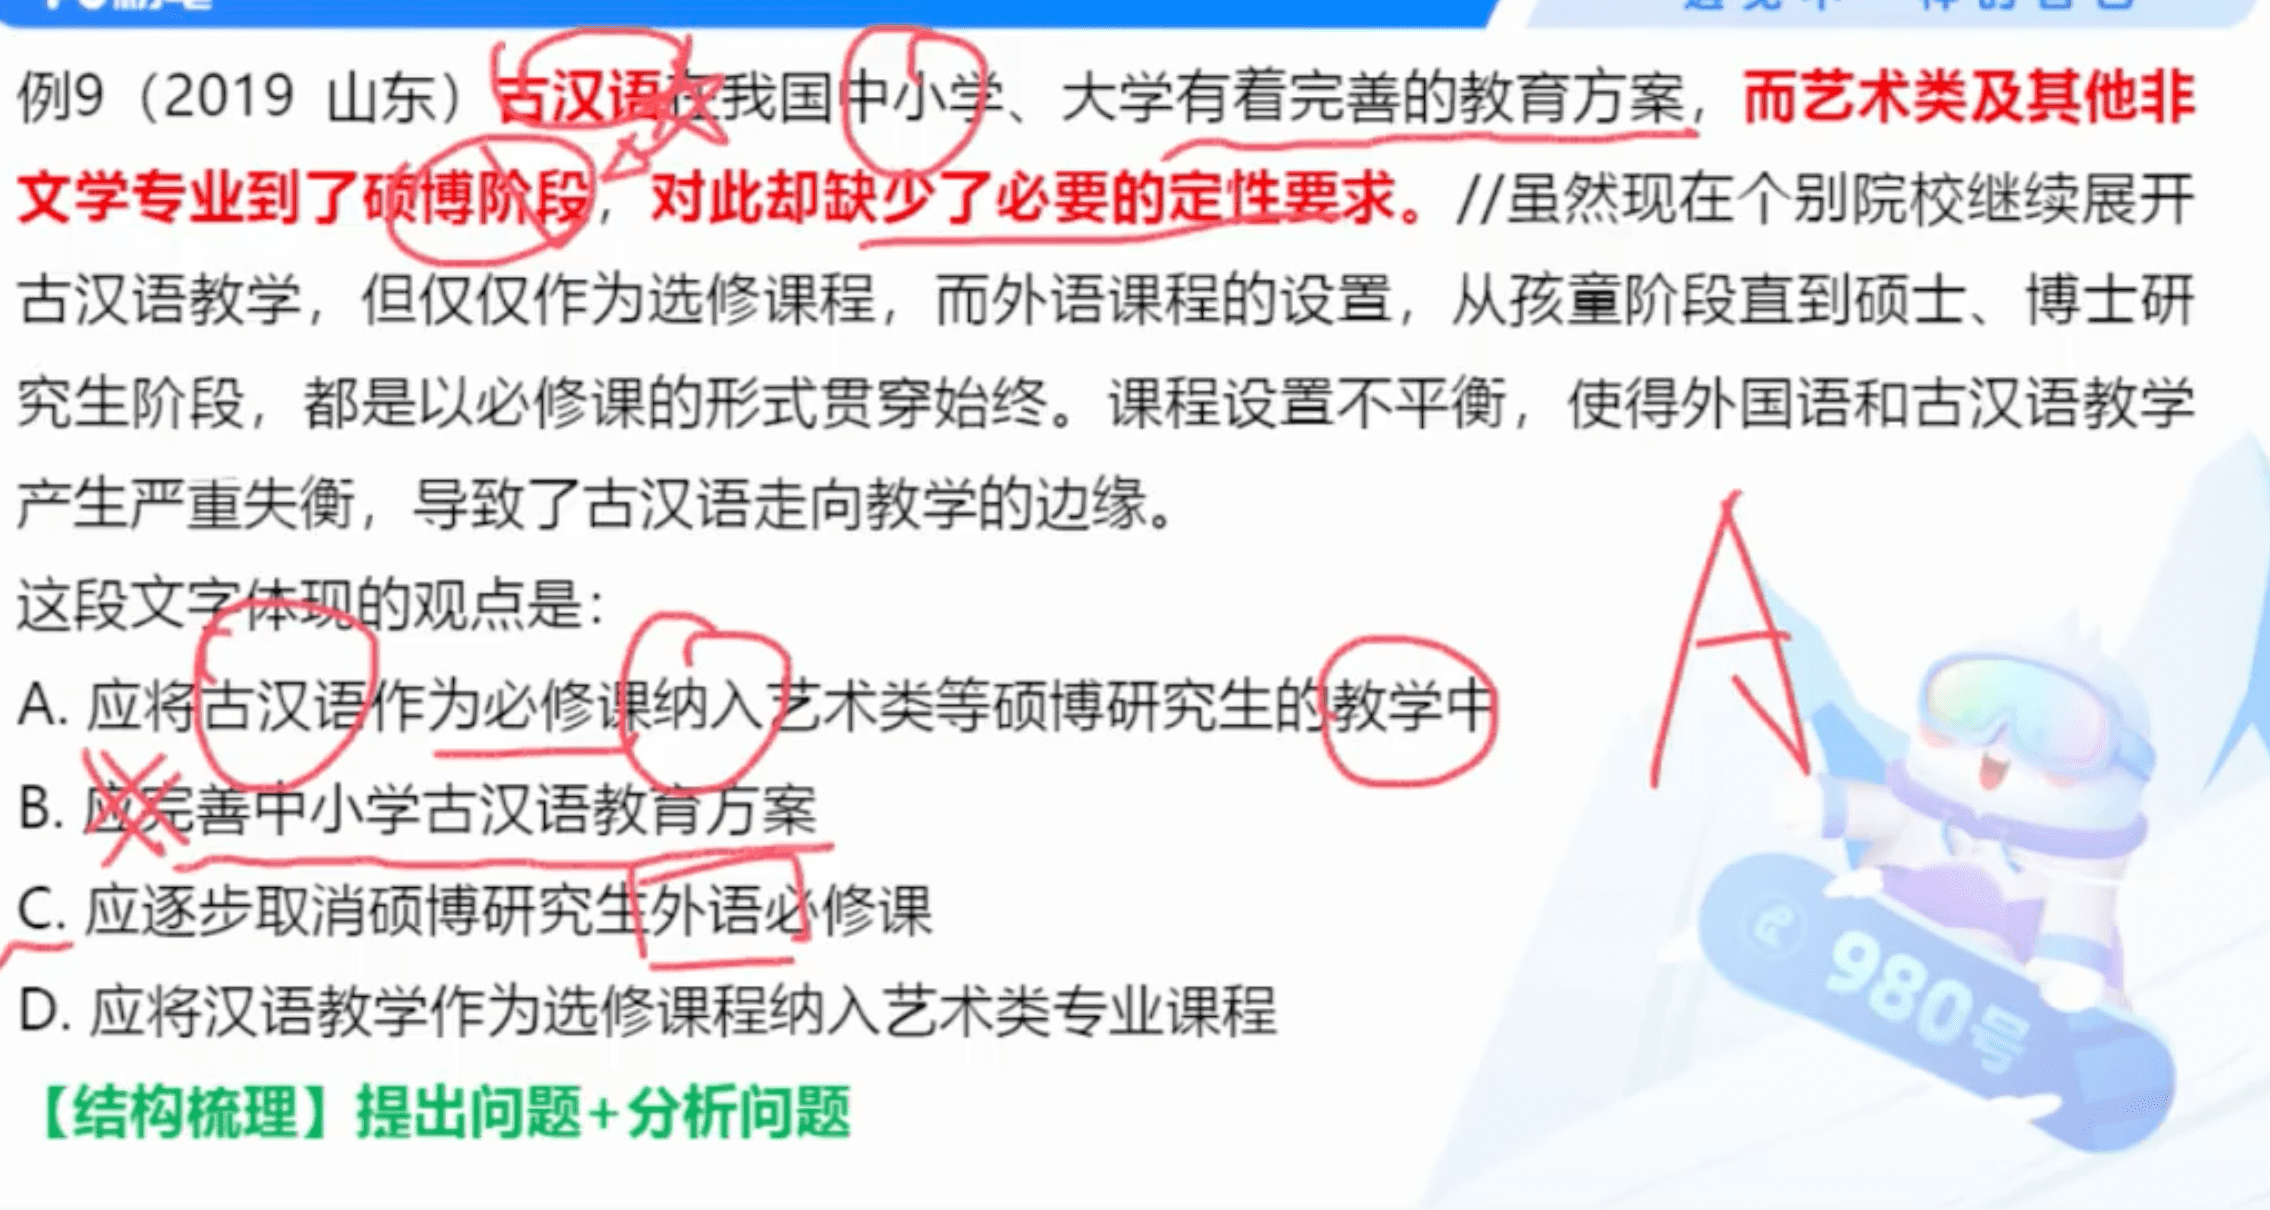 例9（2019 山东）古汉语在我国中小学、大学有着完善的教育方案，而艺术类及其他非
文学专业到了硕博阶段，对此却缺少了必要的定性要求。//虽然现在个别院校继续展开
古汉语教学，但仅仅作为选修课程，而外语课程的设置，从孩童阶段直到硕士、博士研
究生阶段，都是以必修课的形式贯穿始终。课程设置不平衡，使得外国语和古汉语教学
产生严重失衡，导致了古汉语走向教学的边缘。
这段文字体现的观点是：
A. 应将古汉语作为必修课纳入艺术类等硕博研究生的教学中
A
B. 应完善中小学古汉语教育方案
C. 应逐步取消硕博研究生外语必修课
D. 应将汉语教学作为选修课程纳入艺术类专业课程
980号
【结构梳理】提出问题+分析问题